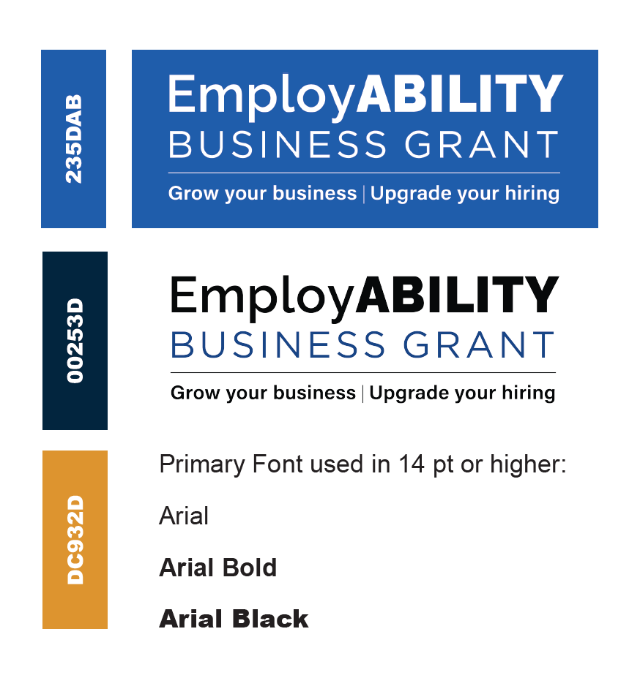 235DAB
EmployABILITY
BUSINESS GRANT
Grow your business | Upgrade your hiring
00253D
EmployABILITY
BUSINESS GRANT
Grow your business | Upgrade your hiring
DC932D
Primary Font used in 14 pt or higher:
Arial
Arial Bold
Arial Black